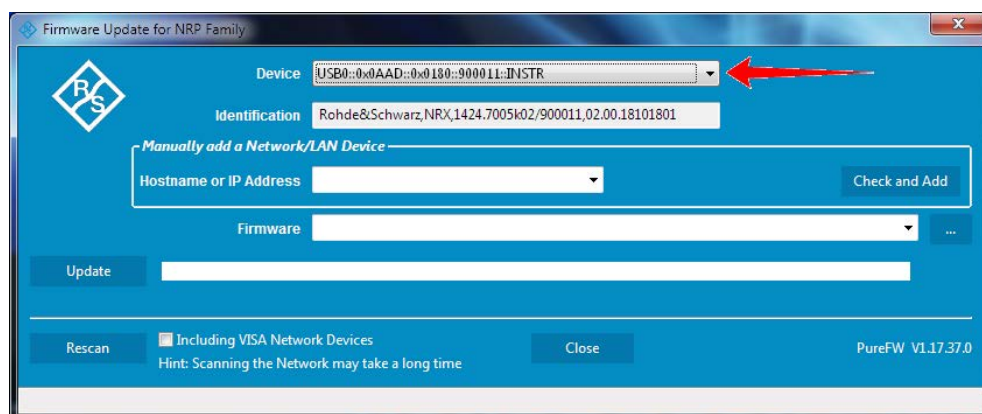 Firmware Update for NRP Family
R
S
Device USB0::0x0AAD::0x0180::900011::INSTR
Identification Rohde&Schwarz,NRX,1424.7005k02/900011,02.00.18101801
Manually add a Network/LAN Device
Hostname or IP Address Check and Add
Firmware ...
Update
Rescan Including VISA Network Devices Close PureFW V1.17.37.0
Hint: Scanning the Network may take a long time